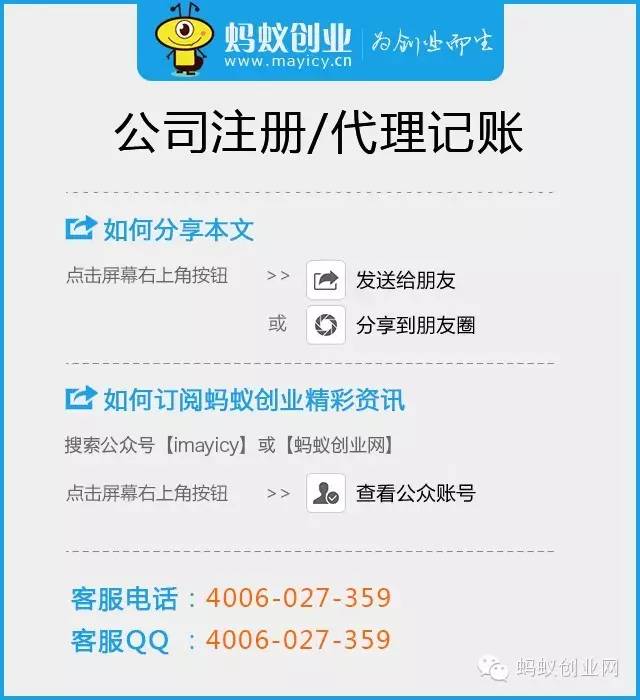 蚂蚁创业 为创业而生
www.mayicy.cn
公司注册/代理记账
如何分享本文
点击屏幕右上角按钮 >> 发送给朋友
或 分享到朋友圈
如何订阅蚂蚁创业精彩资讯
搜索公众号【imayicy】或【蚂蚁创业网】
点击屏幕右上角按钮 >> 查看公众账号
客服电话：4006-027-359
客服QQ：4006-027-359
蚂蚁创业网